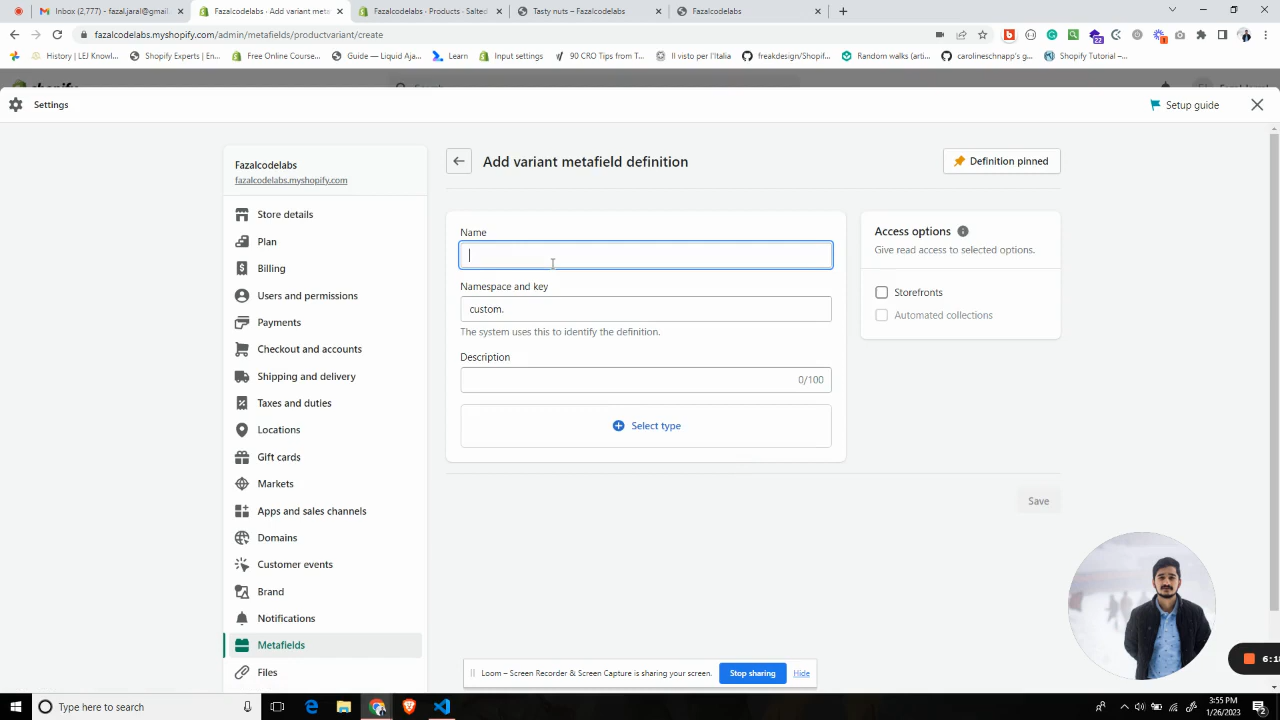 Inbox (2,777) - fazal.jaral@gm
Fazalcodelabs · Add variant meta
Fazalcodelabs · Products · Salted
Tasty nuts – Fazalcodelabs
Fazalcodelabs
fazalcodelabs.myshopify.com/admin/metafields/productvariant/create
22
1
History | LEJ Knowl...
Shopify Experts | En...
Free Online Course...
Guide — Liquid Aja...
Learn
Input settings
90 CRO Tips from T...
Il visto per l'Italia
freakdesign/Shopif...
Random walks (arti...
carolineschnapp's g...
Shopify Tutorial –...
Settings
Setup guide
Fazalcodelabs
fazalcodelabs.myshopify.com
Store details
Plan
Billing
Users and permissions
Payments
Checkout and accounts
Shipping and delivery
Taxes and duties
Locations
Gift cards
Markets
Apps and sales channels
Domains
Customer events
Brand
Notifications
Metafields
Files
Add variant metafield definition
Definition pinned
Name
Namespace and key
custom.
The system uses this to identify the definition.
Description
0/100
Select type
Access options
Give read access to selected options.
Storefronts
Automated collections
Save
Loom – Screen Recorder & Screen Capture is sharing your screen.
Stop sharing
Hide
Type here to search
3:55 PM
1/26/2023
2